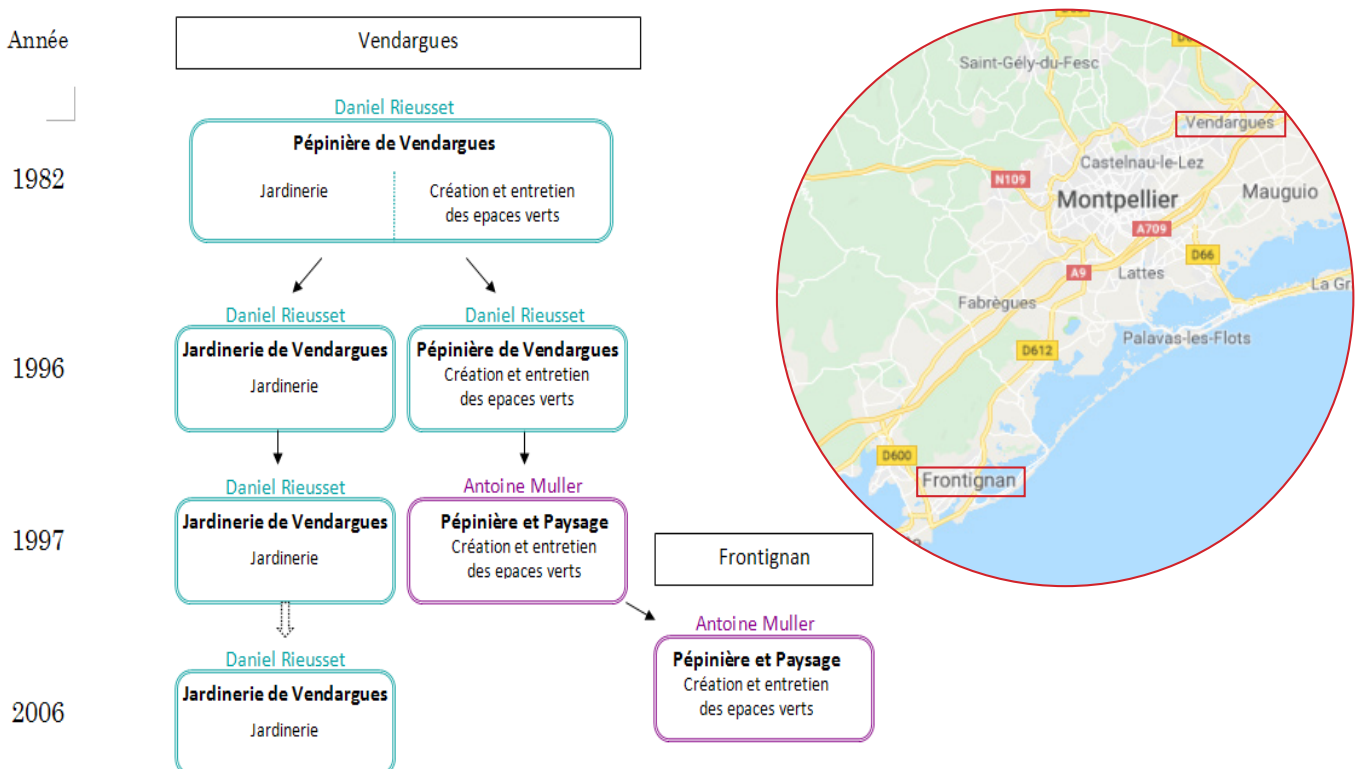 Année
Vendargues
1982
Daniel Rieusset
Pépinière de Vendargues
Jardinerie
Création et entretien
des epaces verts
1996
Daniel Rieusset
Jardinerie de Vendargues
Jardinerie
Daniel Rieusset
Pépinière de Vendargues
Création et entretien
des epaces verts
1997
Daniel Rieusset
Jardinerie de Vendargues
Jardinerie
Antoine Muller
Pépinière et Paysage
Création et entretien
des epaces verts
Frontignan
2006
Daniel Rieusset
Jardinerie de Vendargues
Jardinerie
Antoine Muller
Pépinière et Paysage
Création et entretien
des epaces verts
Saint-Gély-du-Fesc
Vendargues
Castelnau-le-Lez
N109
Montpellier
Mauguio
A709
D66
A9
Lattes
La Gr
Fabrègues
Palavas-les-Flots
D612
D600
Frontignan